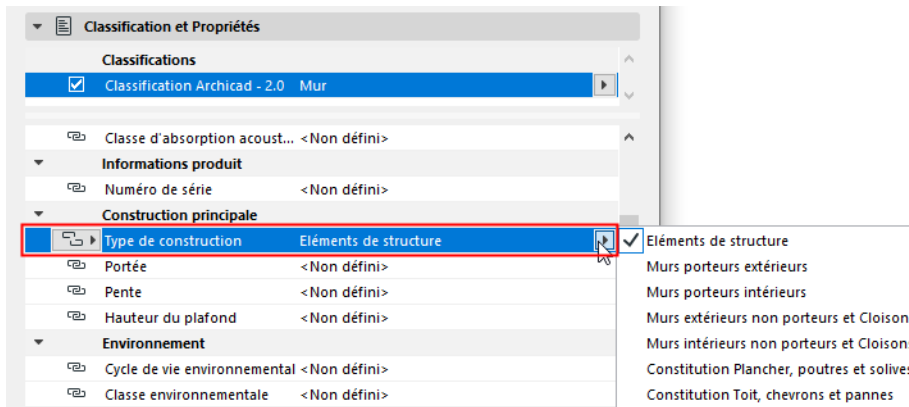 Classification et Propriétés
Classifications
Classification Archicad - 2.0 Mur
Classe d'absorption acoust... <Non défini>
Informations produit
Numéro de série <Non défini>
Construction principale
Type de construction Eléments de structure
Eléments de structure
Portée <Non défini>
Murs porteurs extérieurs
Pente <Non défini>
Murs porteurs intérieurs
Hauteur du plafond <Non défini>
Murs extérieurs non porteurs et Cloison
Environnement
Murs intérieurs non porteurs et Cloison
Cycle de vie environnemental <Non défini>
Constitution Plancher, poutres et solives
Classe environnementale <Non défini>
Constitution Toit, chevrons et pannes